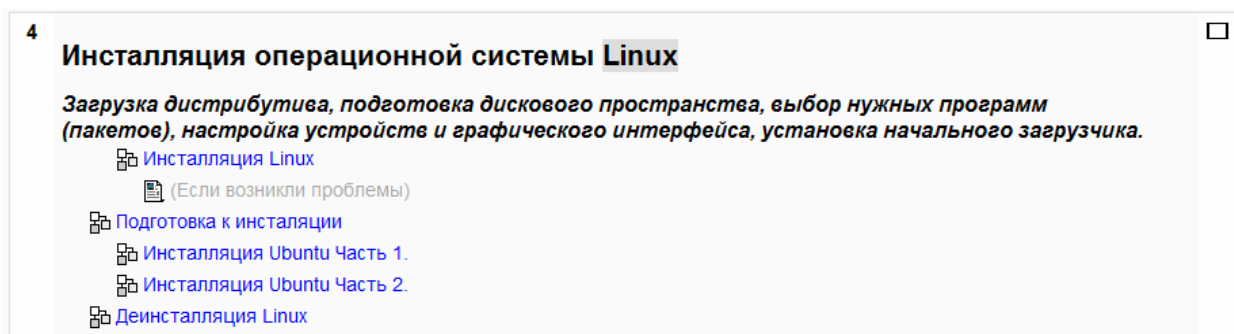 4
Инсталляция операционной системы Linux
Загрузка дистрибутива, подготовка дискового пространства, выбор нужных программ
(пакетов), настройка устройств и графического интерфейса, установка начального загрузчика.
Инсталляция Linux
(Если возникли проблемы)
Подготовка к инсталяции
Инсталляция Ubuntu Часть 1.
Инсталляция Ubuntu Часть 2.
Деинсталляция Linux